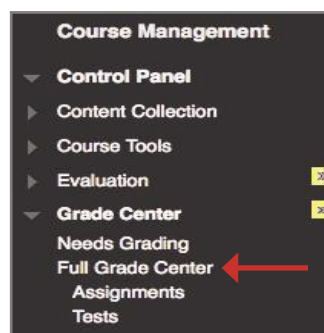 Course Management
Control Panel
Content Collection
Course Tools
Evaluation
Grade Center
Needs Grading
Full Grade Center
Assignments
Tests